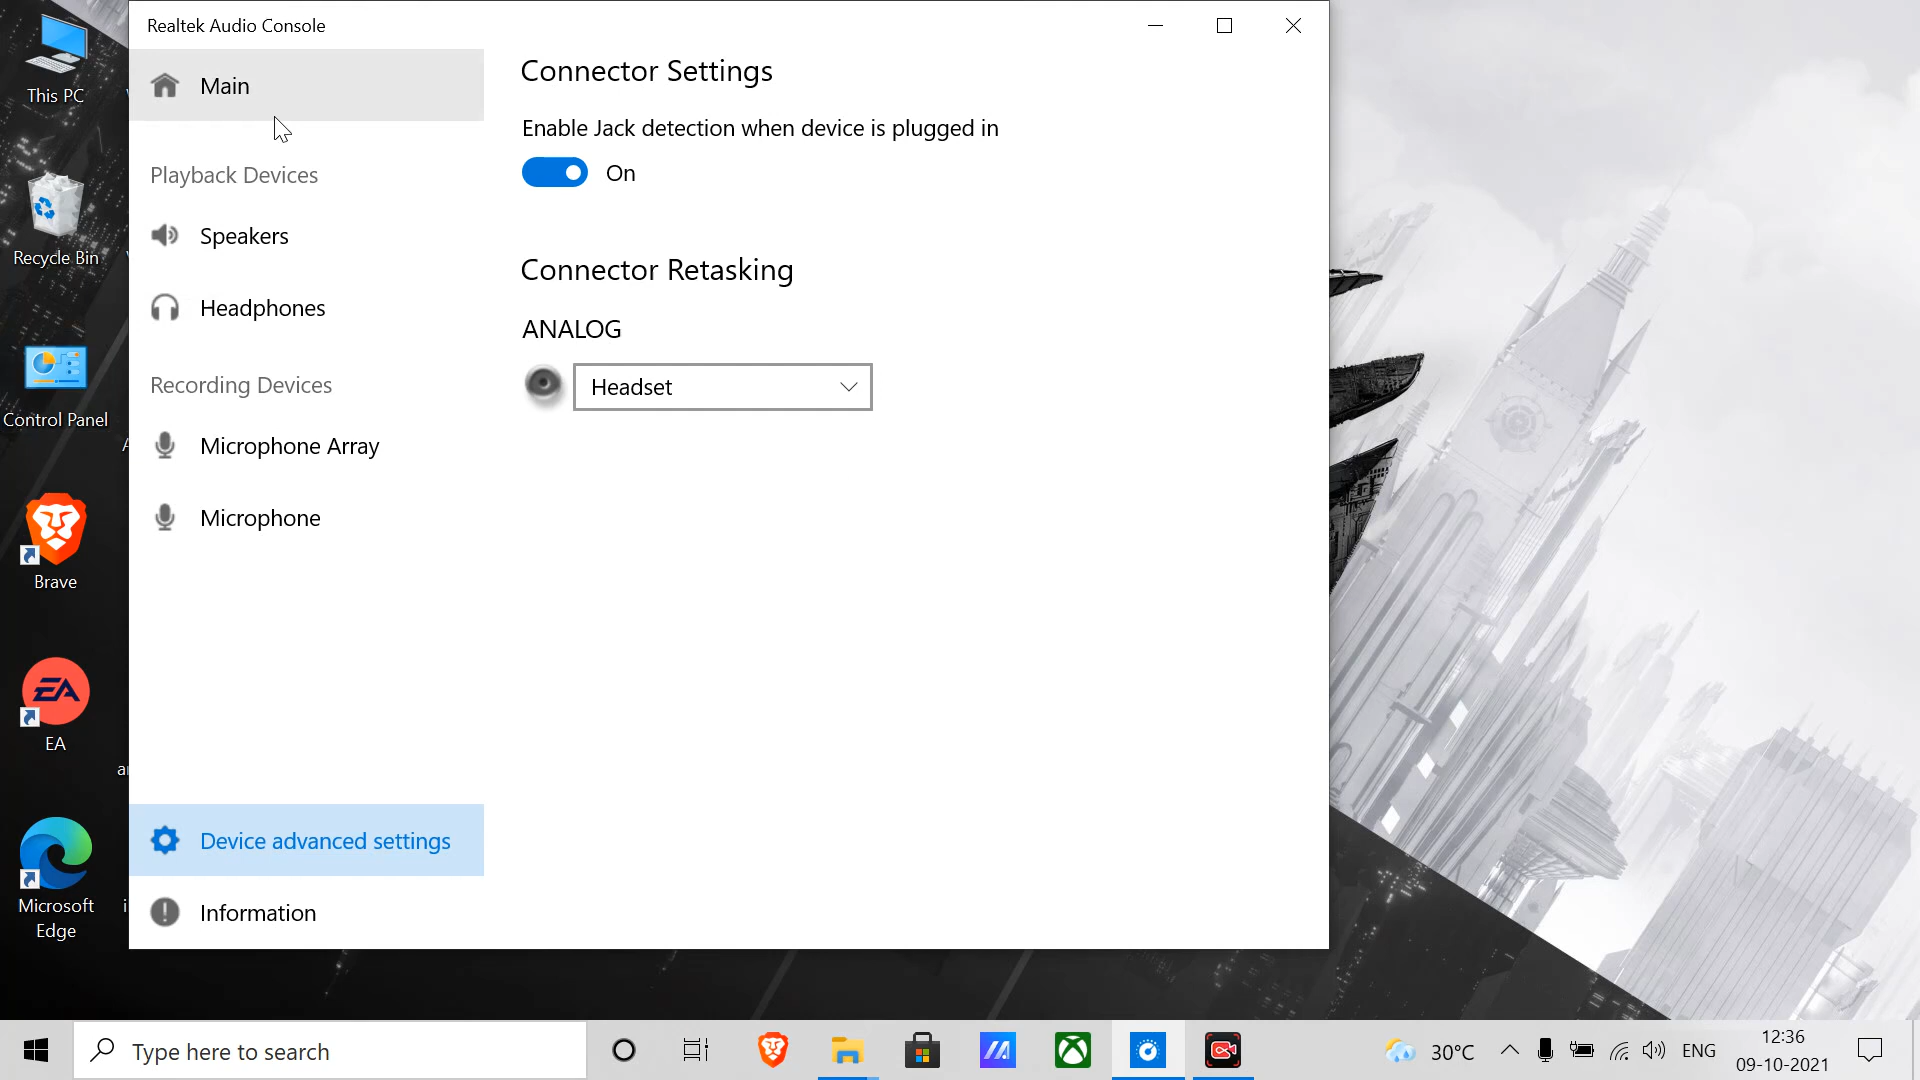 This PC
Recycle Bin
Control Panel
Brave
EA
EA
Microsoft
Edge
Realtek Audio Console
Main
Playback Devices
Speakers
Headphones
Recording Devices
Microphone Array
Microphone
Device advanced settings
Information
Connector Settings
Enable Jack detection when device is plugged in
On
Connector Retasking
ANALOG
Headset
Type here to search
30°C
ENG
12:36
09-10-2021